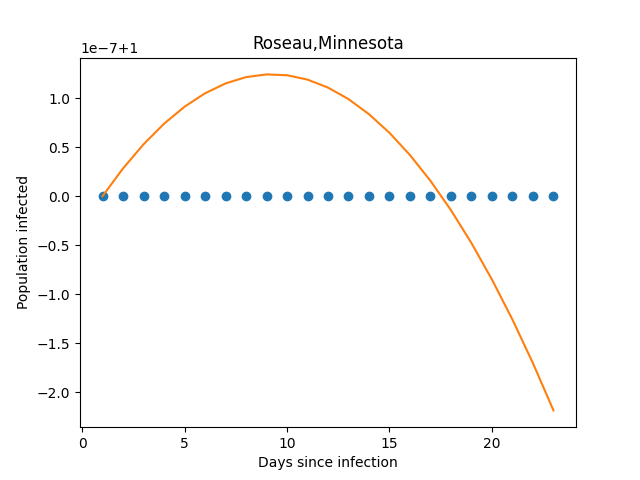 Roseau,Minnesota
1e−7+1
1.0
0.5
0.0
−0.5
−1.0
−1.5
−2.0
Population infected
0 5 10 15 20
Days since infection